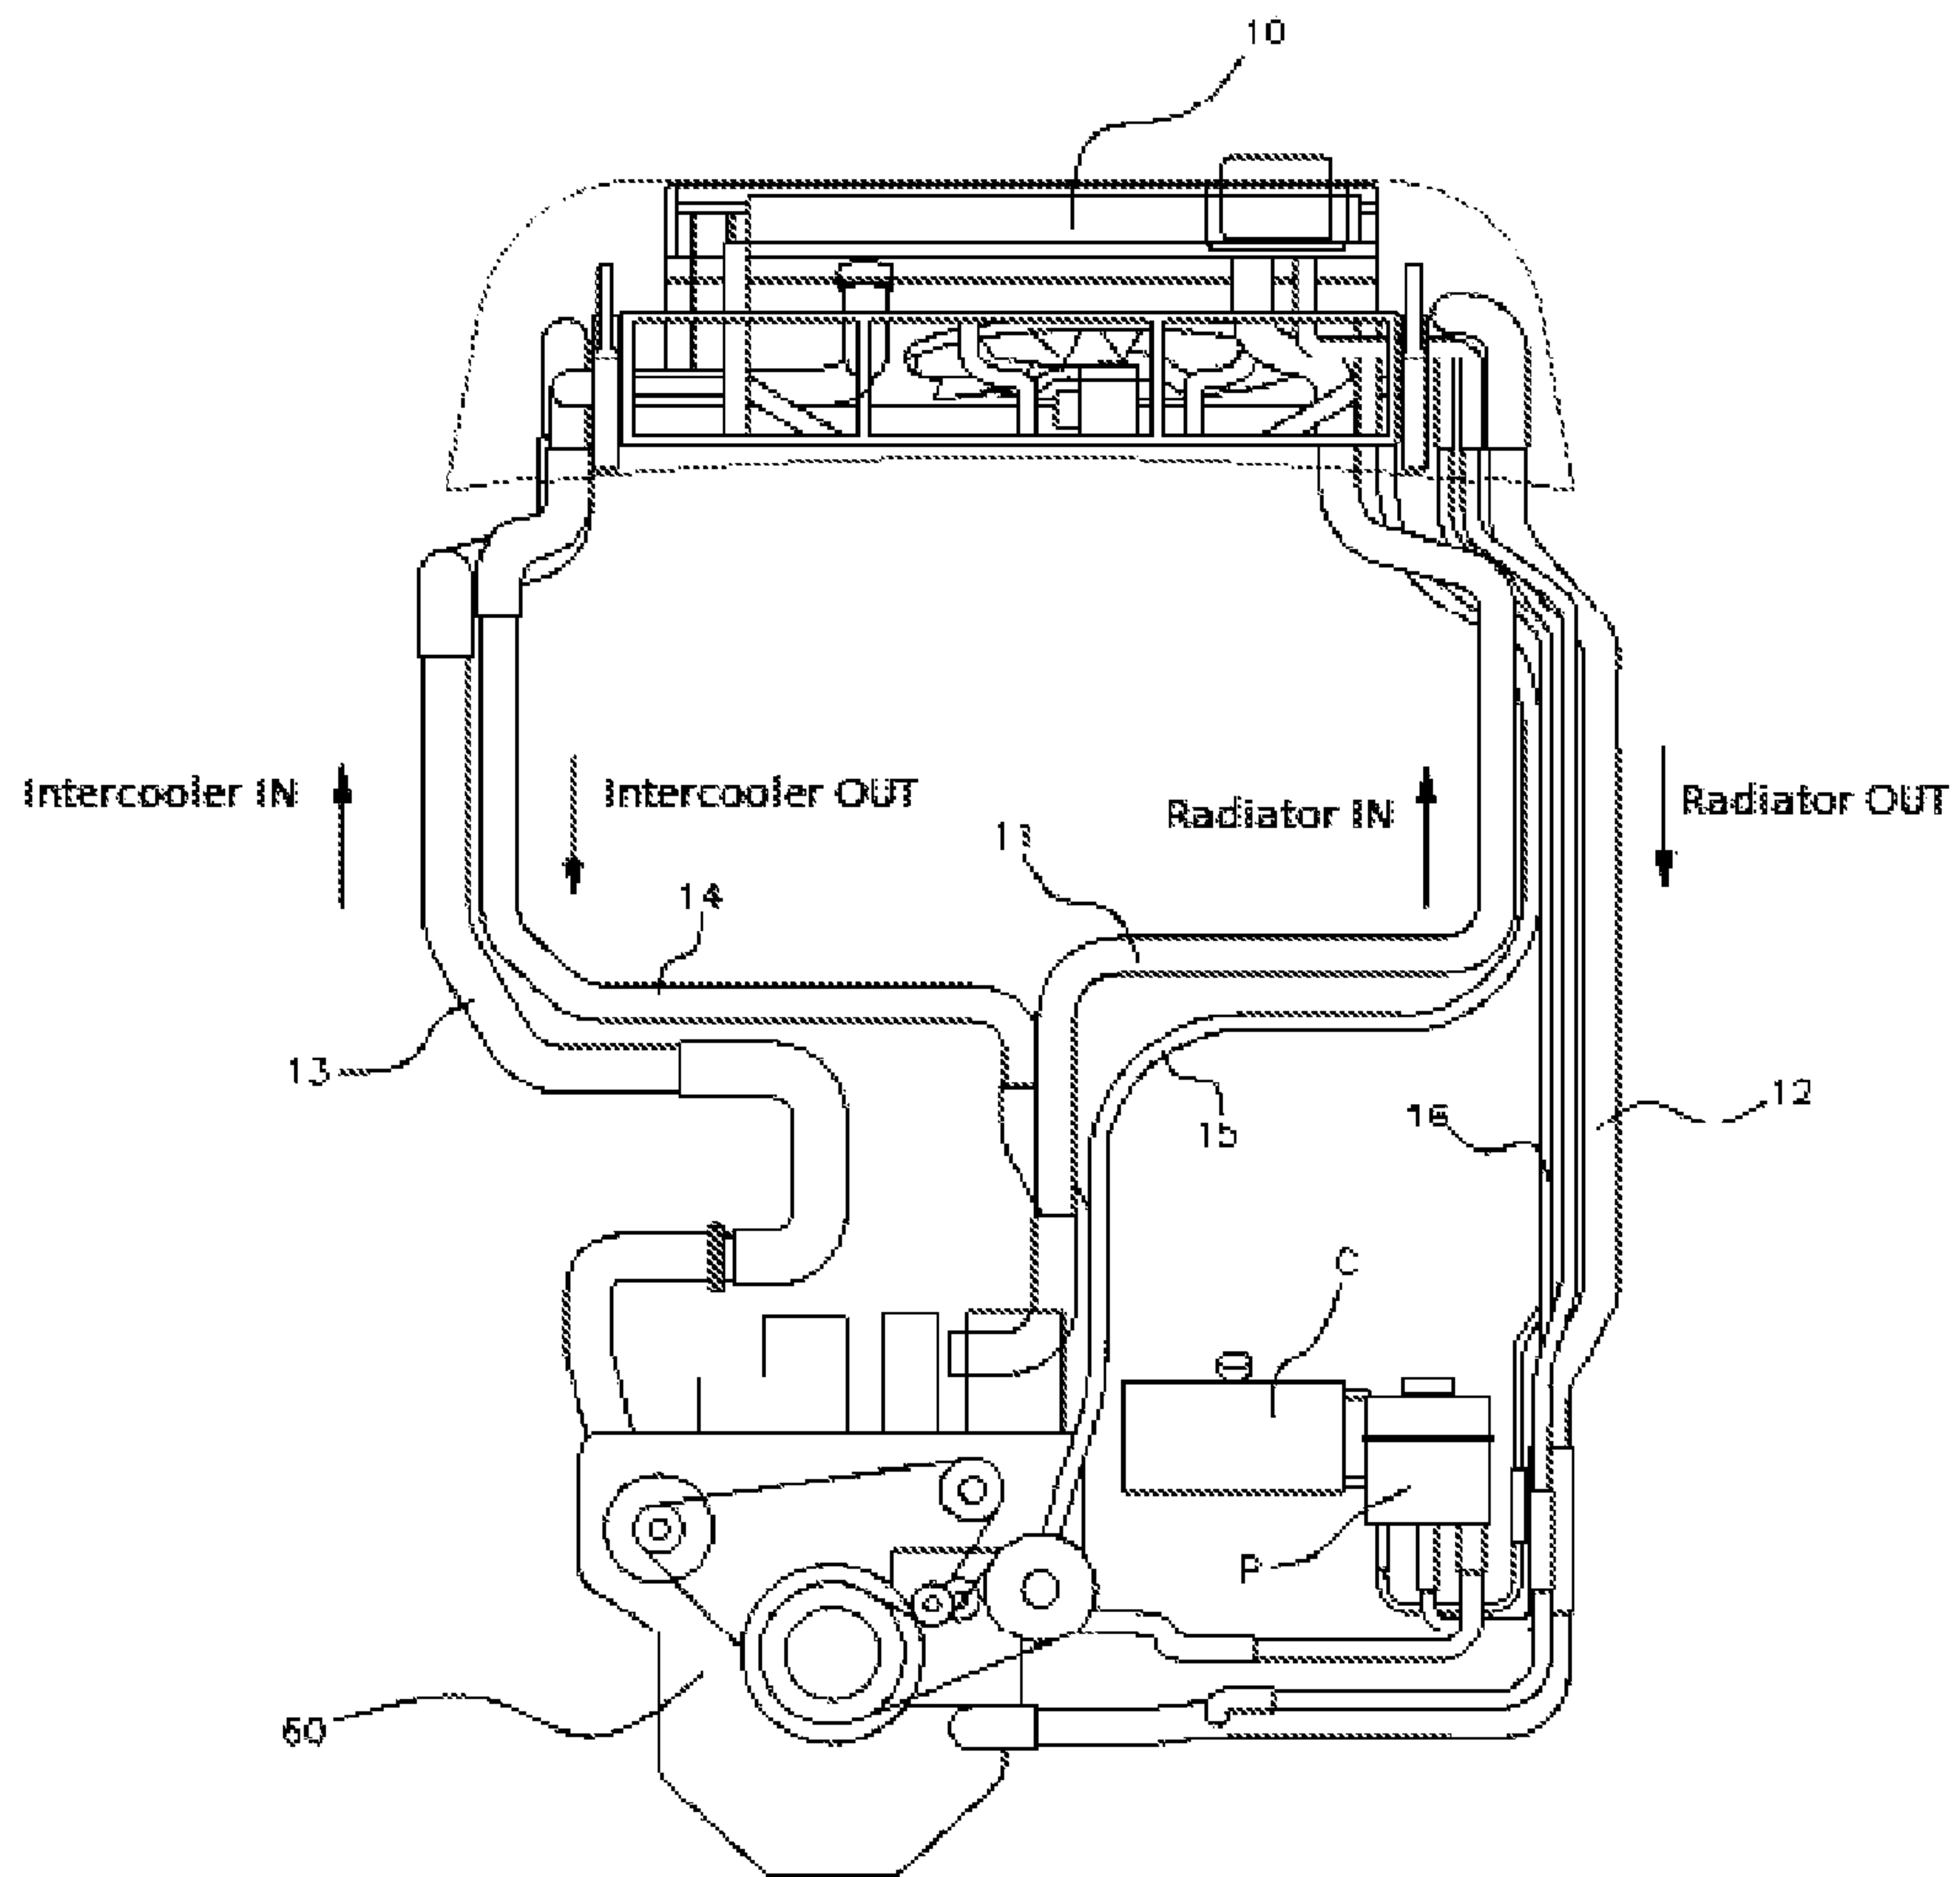 10
Intercooler IN
Intercooler OUT
Radiator IN
Radiator OUT
11
14
13
12
15
16
C
P
60